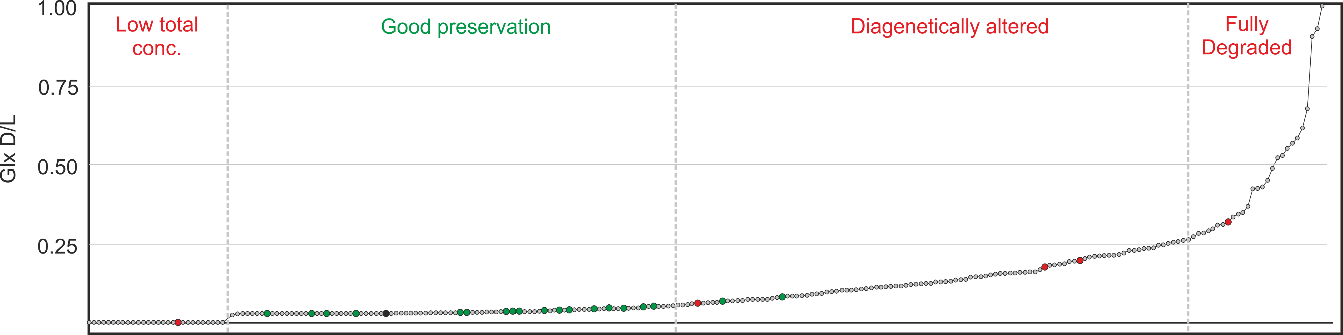 1.00
0.75
0.50
0.25
Glx D/L
Low total
conc.
Good preservation
Diagenetically altered
Fully
Degraded